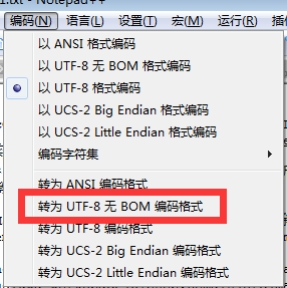 1.txt - Notepad++
编码(N) 语言(L) 设置(T) 宏(M) 运行(R)
以 ANSI 格式编码
以 UTF-8 无 BOM 格式编码
以 UTF-8 格式编码
以 UCS-2 Big Endian 格式编码
以 UCS-2 Little Endian 格式编码
编码字符集
转为 ANSI 编码格式
转为 UTF-8 无 BOM 编码格式
转为 UTF-8 编码格式
转为 UCS-2 Big Endian 编码格式
转为 UCS-2 Little Endian 编码格式